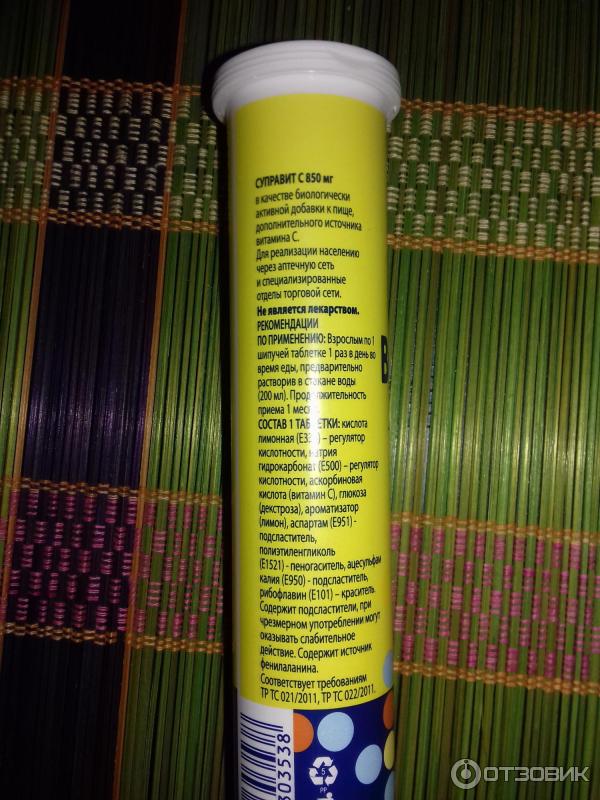 СУПРАВИТ С 850 мг
в качестве биологически
активной добавки к пище,
дополнительного источника
витамина С.
Для реализации населению
через аптечную сеть
и специализированные
отделы торговой сети.
Не является лекарством.
РЕКОМЕНДАЦИИ
ПО ПРИМЕНЕНИЮ: Взрослым по 1
шипучей таблетке 1 раз в день во
время еды, предварительно
растворив в стакане воды
(200 мл). Продолжительность
приема 1 месяц.
СОСТАВ 1 ТАБЛЕТКИ: кислота
лимонная (Е330) – регулятор
кислотности, натрия
гидрокарбонат (Е500) – регулятор
кислотности, аскорбиновая
кислота (витамин С), глюкоза
(декстроза), ароматизатор
(лимон), аспартам (Е951) -
подсластитель,
полиэтиленгликоль
(Е1521) - пеногаситель, ацесульфам
калия (Е950) - подсластитель,
рибофлавин (Е101) – краситель.
Содержит подсластители, при
чрезмерном употреблении могут
оказывать слабительное
действие. Содержит источник
фенилаланина.
Соответствует требованиям
ТР ТС 021/2011, ТР ТС 022/2011.
303538
5
PP
ОТЗОВИК